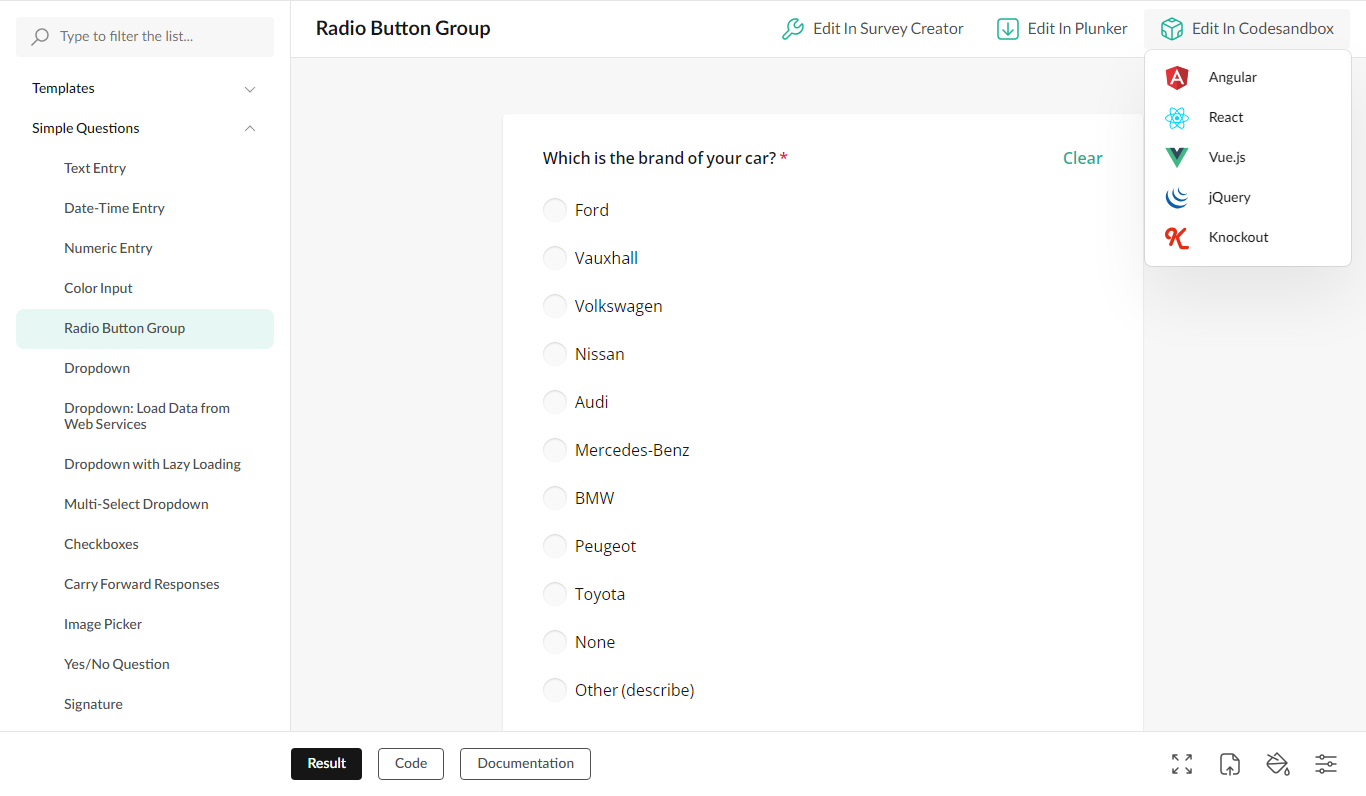 Type to filter the list...
Templates
Simple Questions
Text Entry
Date-Time Entry
Numeric Entry
Color Input
Radio Button Group
Dropdown
Dropdown: Load Data from
Web Services
Dropdown with Lazy Loading
Multi-Select Dropdown
Checkboxes
Carry Forward Responses
Image Picker
Yes/No Question
Signature
Radio Button Group
Edit In Survey Creator
Edit In Plunker
Edit In Codesandbox
Angular
React
Vue.js
jQuery
Knockout
Which is the brand of your car? *
Clear
Ford
Vauxhall
Volkswagen
Nissan
Audi
Mercedes-Benz
BMW
Peugeot
Toyota
None
Other (describe)
Result
Code
Documentation